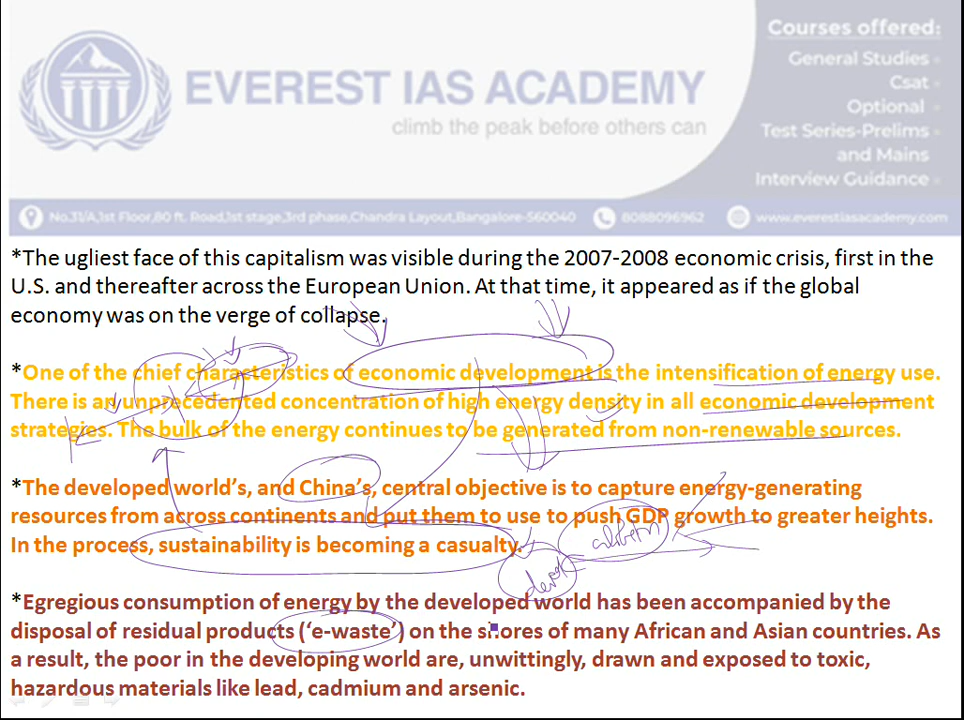 Courses offered:
General Studies
Csat
EVEREST IAS ACADEMY
Optional
climb the peak before others can
Test Series-Prelims
and Mains
Interview Guidance
No.31/A,1st Floor,80 ft. Road,1st stage,3rd phase,Chandra Layout,Bangalore-560040 8088096962 www.everestiasacademy.com
*The ugliest face of this capitalism was visible during the 2007-2008 economic crisis, first in the
U.S. and thereafter across the European Union. At that time, it appeared as if the global
economy was on the verge of collapse.
*One of the chief characteristics of economic development is the intensification of energy use.
There is an unprecedented concentration of high energy density in all economic development
strategies. The bulk of the energy continues to be generated from non-renewable sources.
*The developed world's, and China's, central objective is to capture energy-generating
resources from across continents and put them to use to push GDP growth to greater heights.
In the process, sustainability is becoming a casualty.
*Egregious consumption of energy by the developed world has been accompanied by the
disposal of residual products (‘e-waste’) on the shores of many African and Asian countries. As
a result, the poor in the developing world are, unwittingly, drawn and exposed to toxic,
hazardous materials like lead, cadmium and arsenic.